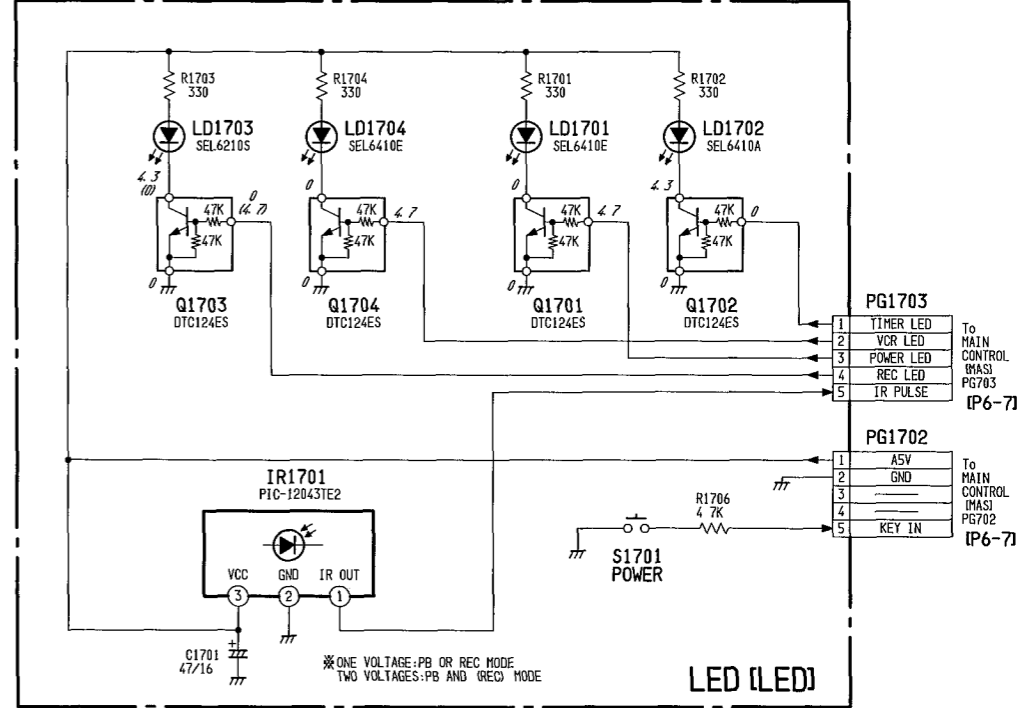 R1703
330
R1704
330
R1701
330
R1702
330
LD1703
SEL6210S
LD1704
SEL6410E
LD1701
SEL6410E
LD1702
SEL6410A
4.3
(0)
0
(4.7)
0
4.7
0
4.7
4.3
0
47K
47K
47K
47K
47K
47K
47K
47K
0
0
0
0
Q1703
DTC124ES
Q1704
DTC124ES
Q1701
DTC124ES
Q1702
DTC124ES
PG1703
1 TIMER LED
2 VCR LED
3 POWER LED
4 REC LED
5 IR PULSE
To
MAIN
CONTROL
[MAS]
PG703
[P6-7]
PG1702
1 A5V
2 GND
3
4
5 KEY IN
To
MAIN
CONTROL
[MAS]
PG702
[P6-7]
IR1701
PIC-12043TE2
VCC GND IR OUT
3 2 1
R1706
4 7K
S1701
POWER
C1701
47/16
+
※ONE VOLTAGE:PB OR REC MODE
TWO VOLTAGES:PB AND (REC) MODE
LED [LED]